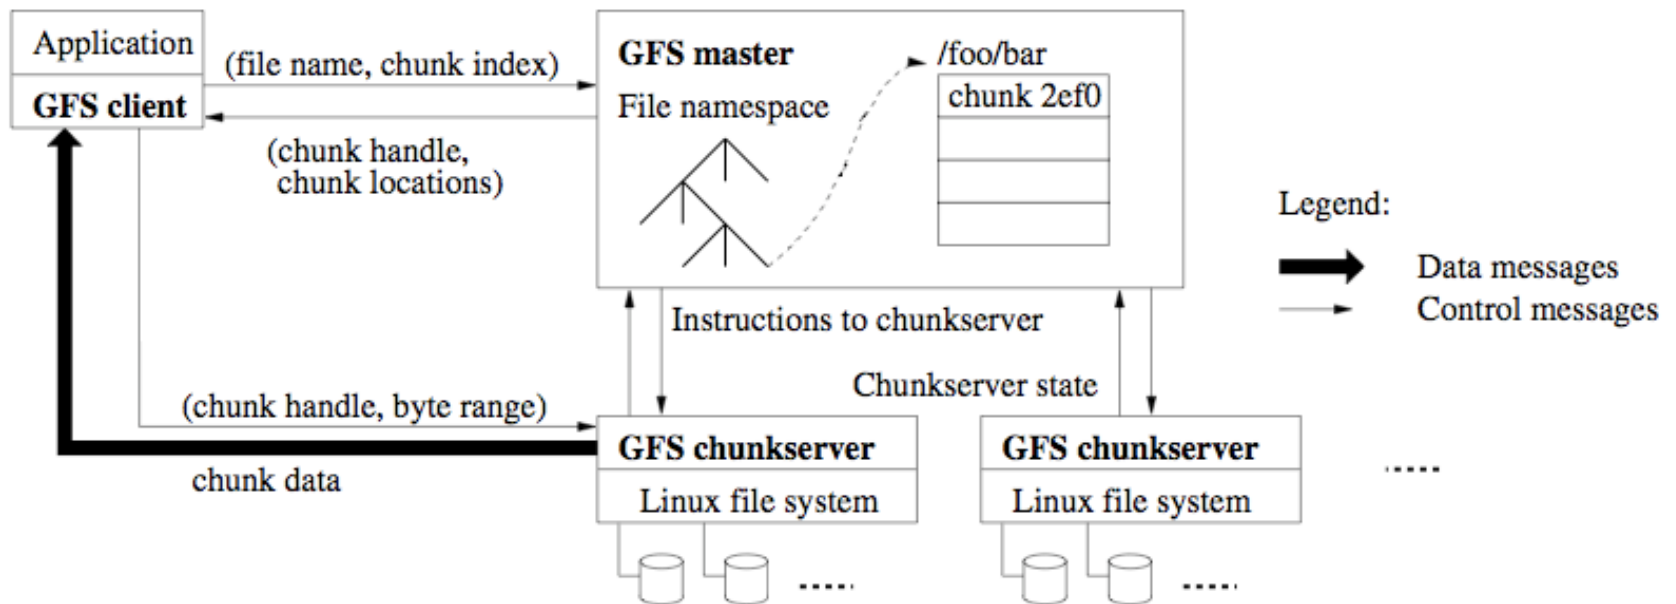 Application
GFS client
(file name, chunk index)
(chunk handle,
chunk locations)
GFS master
File namespace
/foo/bar
chunk 2ef0
Legend:
Data messages
Control messages
Instructions to chunkserver
Chunkserver state
(chunk handle, byte range)
chunk data
GFS chunkserver
Linux file system
GFS chunkserver
Linux file system